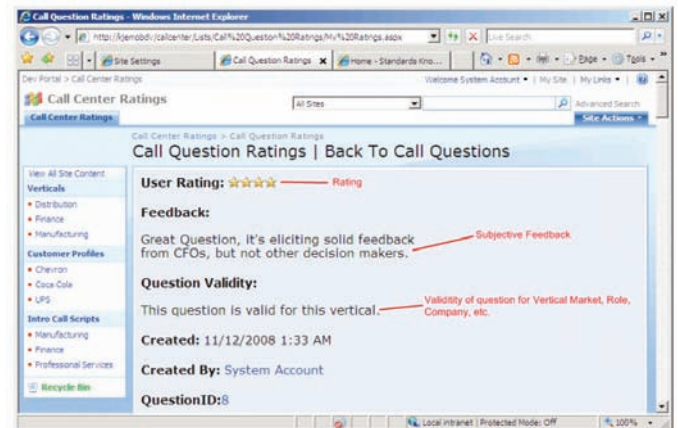 Call Question Ratings - Windows Internet Explorer
Live Search
Site Settings
Call Question Ratings
Home - Standards Kno...
Page
Tools
Dev Portal > Call Center Ratings
Welcome System Account
My Site
My Links
Call Center Ratings
All Sites
Advanced Search
Call Center Ratings
Site Actions
Call Center Ratings > Call Question Ratings
Call Question Ratings | Back To Call Questions
View All Site Content
Verticals
Distribution
Finance
Manufacturing
Customer Profiles
Chevron
Coca Cola
UPS
Intro Call Scripts
Manufacturing
Finance
Professional Services
Recycle Bin
User Rating:
Rating
Feedback:
Great Question, it's eliciting solid feedback
from CFOs, but not other decision makers.
Subjective Feedback
Question Validity:
This question is valid for this vertical.
Validitity of question for Vertical Market, Role,
Company, etc.
Created: 11/12/2008 1:33 AM
Created By: System Account
QuestionID:8
Local intranet | Protected Mode: Off
100%